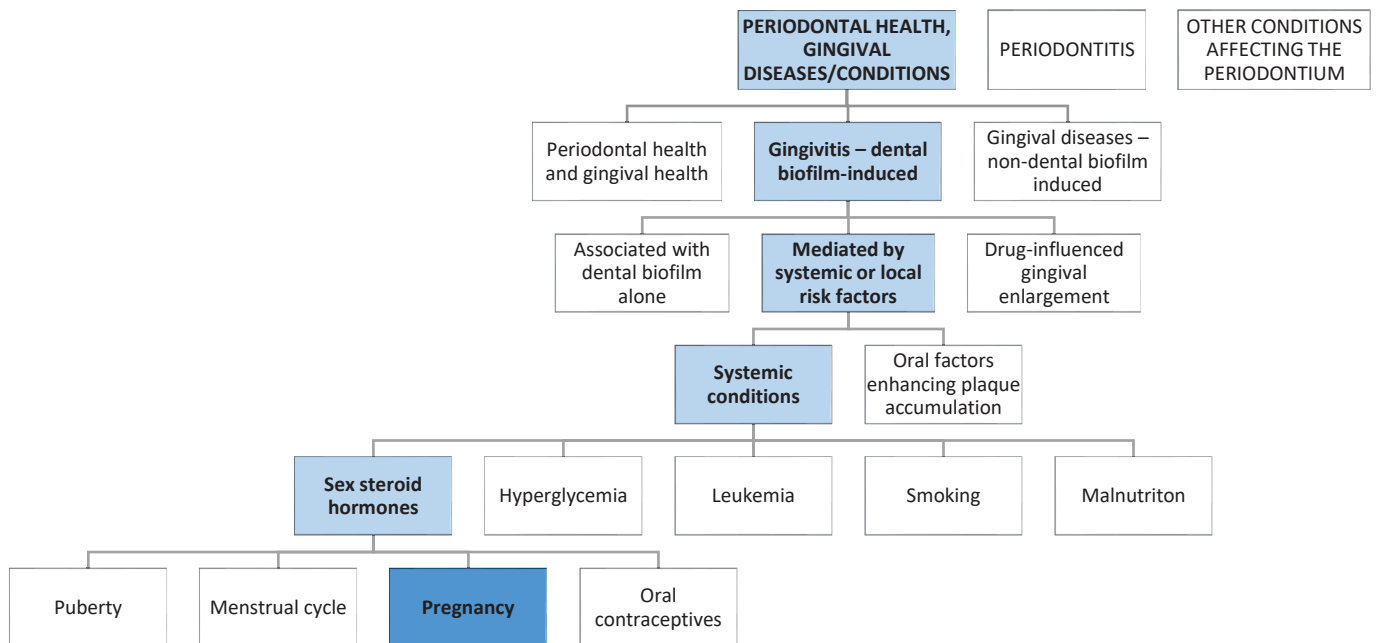 PERIODONTAL HEALTH,
GINGIVAL
DISEASES/CONDITIONS
PERIODONTITIS
OTHER CONDITIONS
AFFECTING THE
PERIODONTIUM
Periodontal health
and gingival health
Gingivitis – dental
biofilm-induced
Gingival diseases –
non-dental biofilm
induced
Associated with
dental biofilm
alone
Mediated by
systemic or local
risk factors
Drug-influenced
gingival
enlargement
Systemic
conditions
Oral factors
enhancing plaque
accumulation
Sex steroid
hormones
Hyperglycemia
Leukemia
Smoking
Malnutriton
Puberty
Menstrual cycle
Pregnancy
Oral
contraceptives